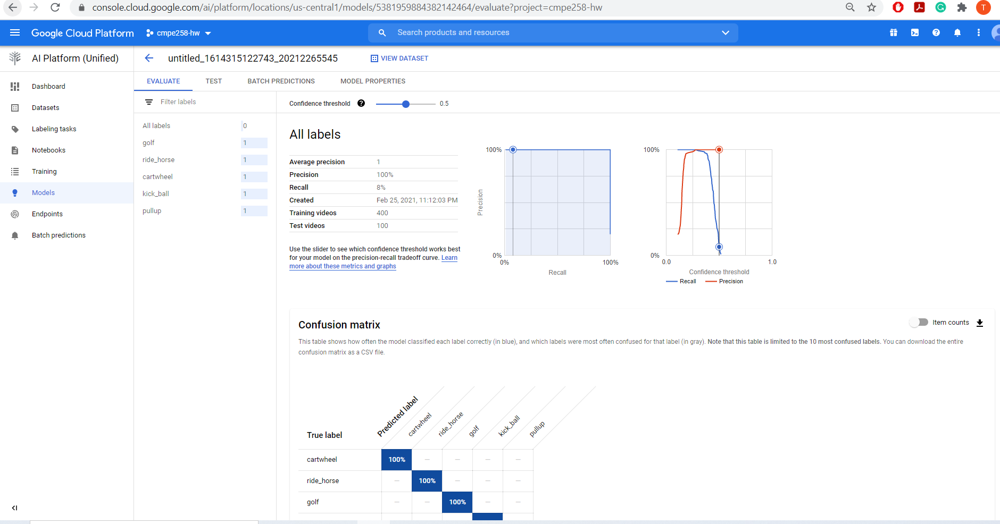 console.cloud.google.com/ai/platform/locations/us-central1/models/5381959884382142464/evaluate?project=cmpe258-hw
T
Google Cloud Platform
cmpe258-hw
Search products and resources
AI Platform (Unified)
untitled_1614315122743_20212265545
VIEW DATASET
Dashboard
Datasets
Labeling tasks
Notebooks
Training
Models
Endpoints
Batch predictions
EVALUATE
TEST
BATCH PREDICTIONS
MODEL PROPERTIES
Filter labels
All labels 0
golf 1
ride_horse 1
cartwheel 1
kick_ball 1
pullup 1
Confidence threshold 0.5
All labels
Average precision 1
Precision 100%
Recall 8%
Created Feb 25, 2021, 11:12:03 PM
Training videos 400
Test videos 100
Use the slider to see which confidence threshold works best
for your model on the precision-recall tradeoff curve. Learn
more about these metrics and graphs
100%
Precision
0%
0% 100%
Recall
100%
0%
0.0 1.0
Confidence threshold
Recall Precision
Confusion matrix
Item counts
This table shows how often the model classified each label correctly (in blue), and which labels were most often confused for that label (in gray). Note that this table is limited to the 10 most confused labels. You can download the entire
confusion matrix as a CSV file.
True label
Predicted label
cartwheel
ride_horse
golf
kick_ball
pullup
cartwheel 100% – – – –
ride_horse – 100% – – –
golf – – 100% – –